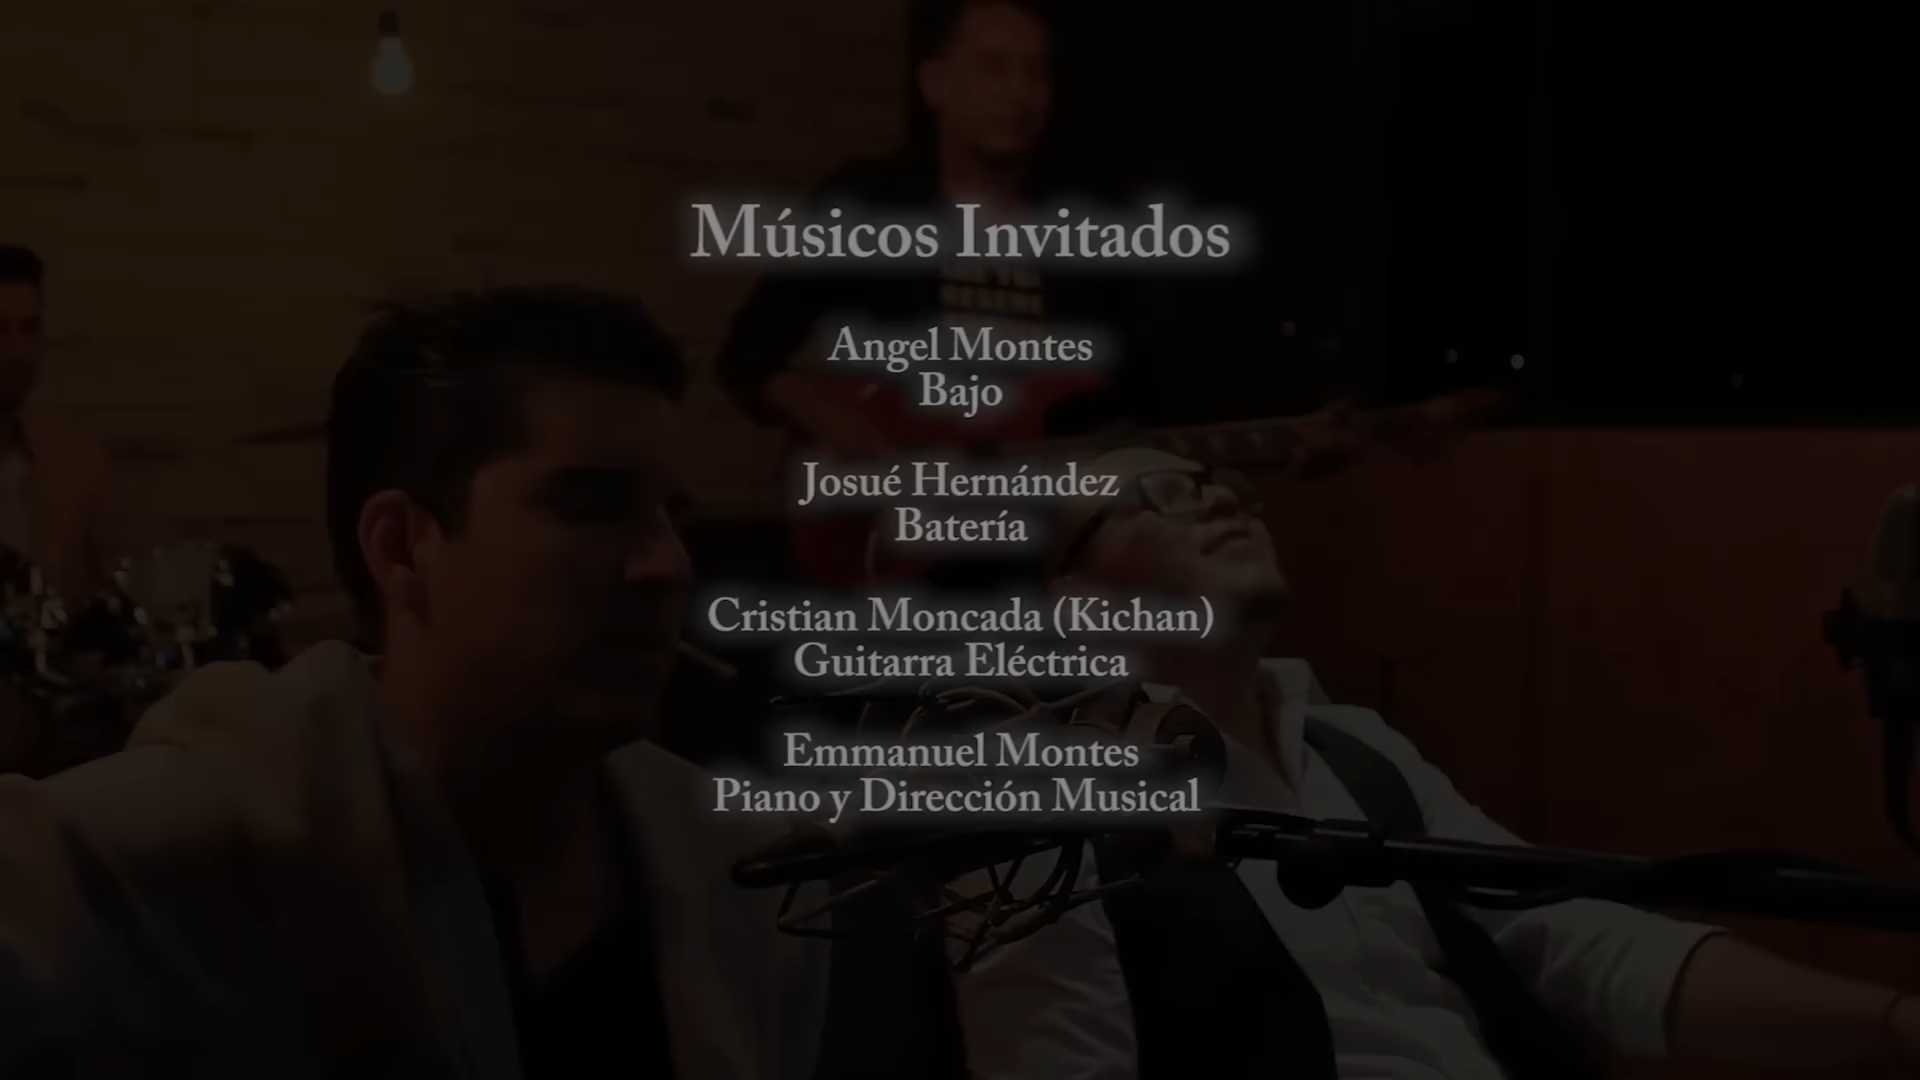 Músicos Invitados
Angel Montes
Bajo
Josué Hernández
Batería
Cristian Moncada (Kichan)
Guitarra Eléctrica
Emmanuel Montes
Piano y Dirección Musical